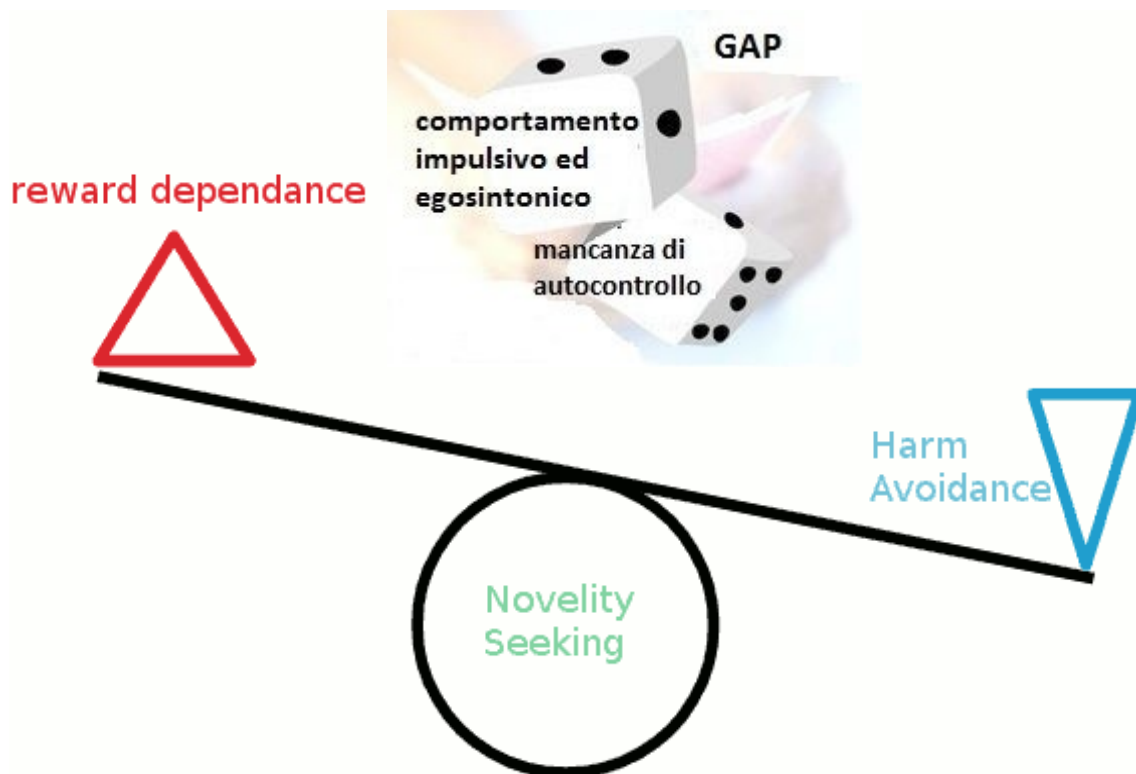 GAP
comportamento
impulsivo ed
egosintonico
mancanza di
autocontrollo
reward dependance
Harm
Avoidance
Novelity
Seeking